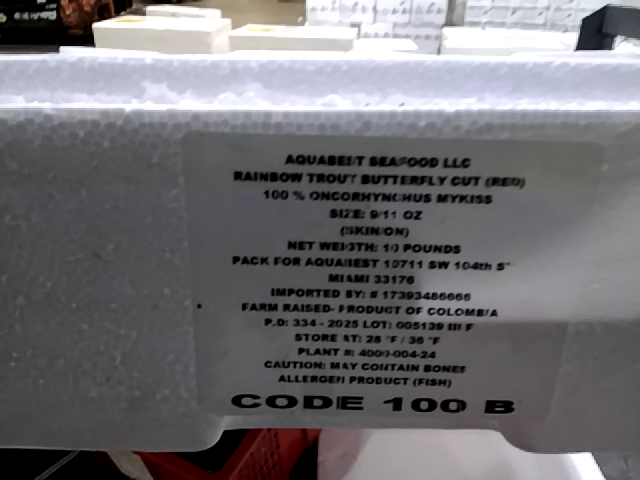 AQUABEST SEAFOOD LLC
RAINBOW TROUT BUTTERFLY CUT (RED)
100 % ONCORHYNCHUS MYKISS
SIZE: 9/11 OZ
(SKIN/ON)
NET WEIGHT: 10 POUNDS
PACK FOR AQUABEST 10711 SW 104th S
MIAMI 33176
IMPORTED BY: # 17393486666
FARM RAISED- PRODUCT OF COLOMBIA
P.O: 334 - 2025 LOT: 005139 III F
STORE AT: 28 °F / 36 °F
PLANT #: 4000-004-24
CAUTION: MAY CONTAIN BONES
ALLERGEN PRODUCT (FISH)
CODE 100 B